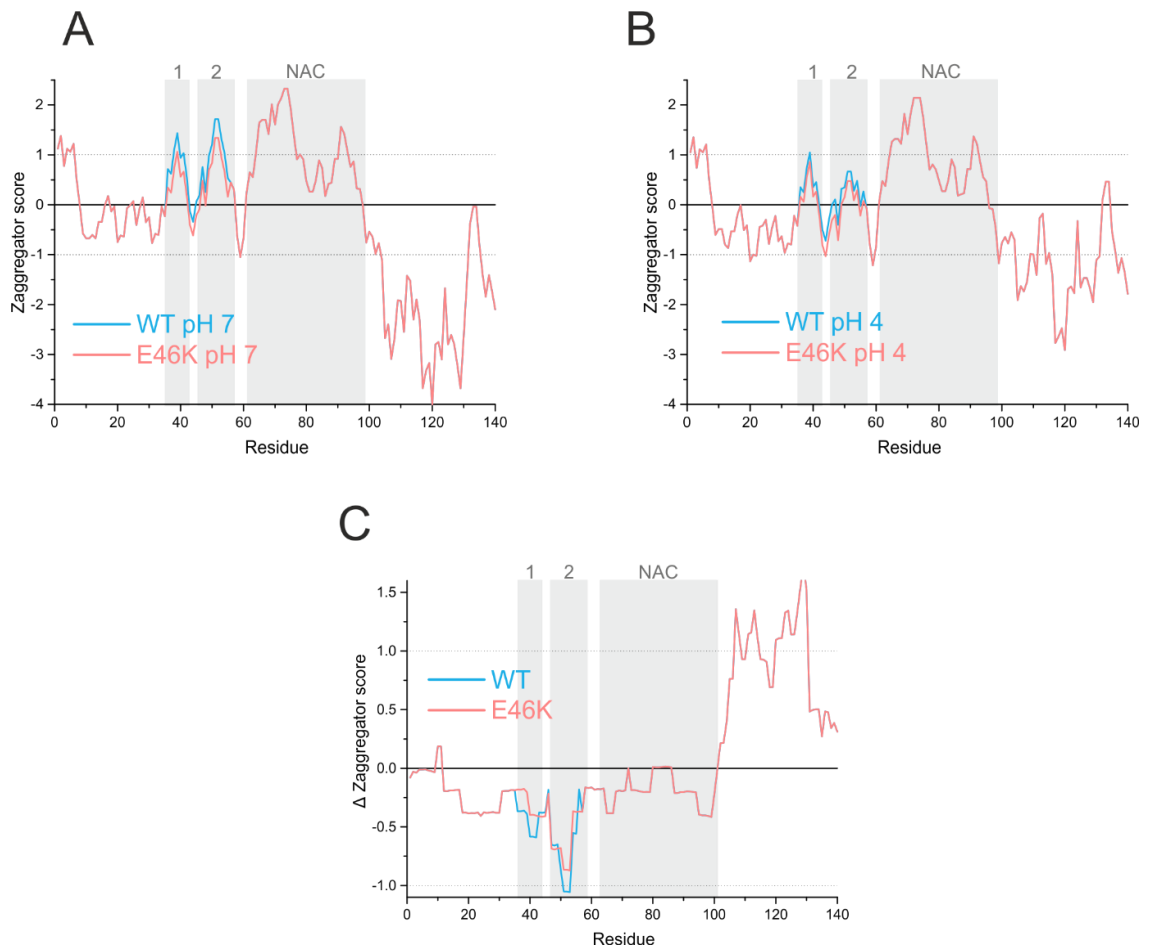 A
1 2 NAC
2
1
0
-1
-2
-3
-4
Zaggregator score
WT pH 7
E46K pH 7
0 20 40 60 80 100 120 140
Residue
B
1 2 NAC
2
1
0
-1
-2
-3
-4
Zaggregator score
WT pH 4
E46K pH 4
0 20 40 60 80 100 120 140
Residue
C
1 2 NAC
1.5
1.0
0.5
0.0
-0.5
-1.0
Δ Zaggregator score
WT
E46K
0 20 40 60 80 100 120 140
Residue